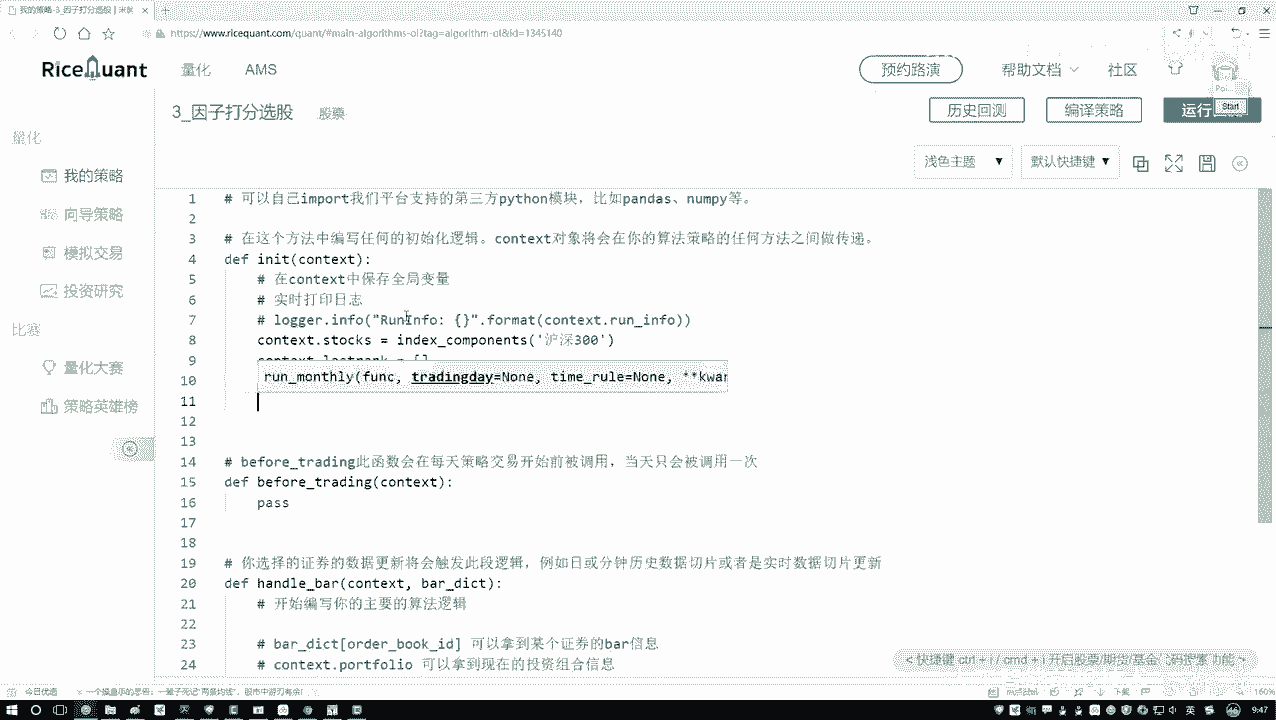 我的策略-3_因子打分选股 | 米筐
https://www.ricequant.com/quant/#main-algorithms-ol?tag=algorithm-ol&id=1345140
RiceQuant
量化
AMS
预约路演
帮助文档
社区
3_因子打分选股
股票
历史回测
编译策略
运行
Start
量化
我的策略
向导策略
模拟交易
投资研究
比赛
量化大赛
策略英雄榜
浅色主题 ▼
默认快捷键 ▼
1 # 可以自己import我们平台支持的第三方python模块，比如pandas、numpy等。
2
3 # 在这个方法中编写任何的初始化逻辑。context对象将会在你的算法策略的任何方法之间做传递。
4 def init(context):
5 # 在context中保存全局变量
6 # 实时打印日志
7 # logger.info("RunInfo: {}".format(context.run_info))
8 context.stocks = index_components('沪深300')
9 context.lastrank = []
10 run_monthly(func, tradingday=None, time_rule=None, **kwar
11
12
13
14 # before_trading此函数会在每天策略交易开始前被调用，当天只会被调用一次
15 def before_trading(context):
16 pass
17
18
19 # 你选择的证券的数据更新将会触发此段逻辑，例如日或分钟历史数据切片或者是实时数据切片更新
20 def handle_bar(context, bar_dict):
21 # 开始编写你的主要的算法逻辑
22
23 # bar_dict[order_book_id] 可以拿到某个证券的bar信息
24 # context.portfolio 可以拿到现在的投资组合信息
今日优选
下载
160%
英
9:47